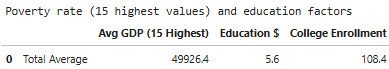 Poverty rate (15 highest values) and education factors
Avg GDP (15 Highest) Education $ College Enrollment
0 Total Average 49926.4 5.6 108.4